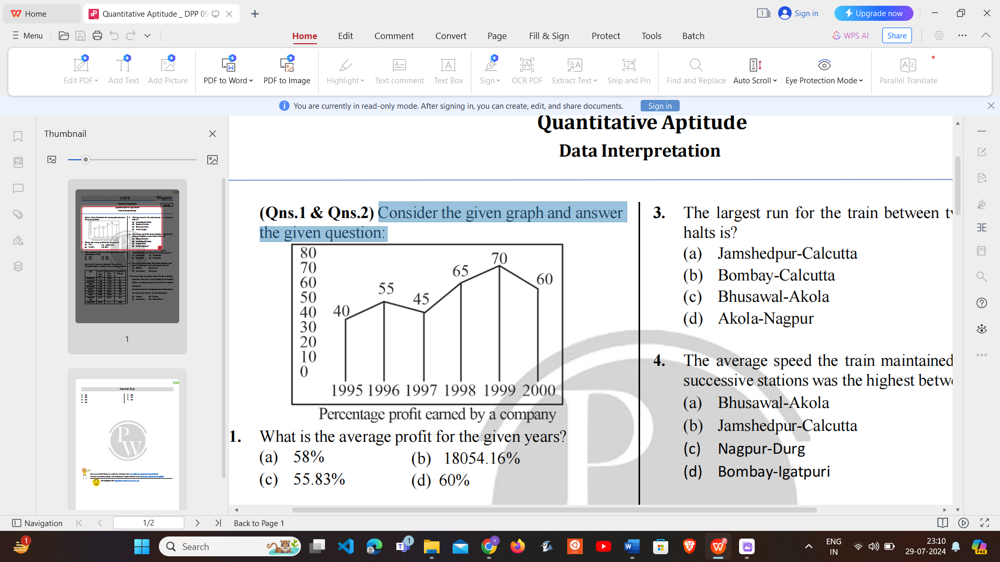 Home
Quantitative Aptitude _ DPP 09
1
Sign in
Upgrade now
Menu
Home
Edit
Comment
Convert
Page
Fill & Sign
Protect
Tools
Batch
WPS AI
Share
Edit PDF
Add Text
Add Picture
PDF to Word
PDF to Image
Highlight
Text comment
Text Box
Sign
OCR PDF
Extract Text
Snip and Pin
Find and Replace
Auto Scroll
Eye Protection Mode
Parallel Translate
You are currently in read-only mode. After signing in, you can create, edit, and share documents.
Sign in
Thumbnail
GATE
Hinglish
1
Answer Key
PW
Quantitative Aptitude
Data Interpretation
(Qns.1 & Qns.2) Consider the given graph and answer
the given question:
80
70
60
50
40
30
20
10
0
40
55
45
65
70
60
1995 1996 1997 1998 1999 2000
Percentage profit earned by a company
1. What is the average profit for the given years?
(a) 58% (b) 18054.16%
(c) 55.83% (d) 60%
3. The largest run for the train between
halts is?
(a) Jamshedpur-Calcutta
(b) Bombay-Calcutta
(c) Bhusawal-Akola
(d) Akola-Nagpur
4. The average speed the train maintained
successive stations was the highest
(a) Bhusawal-Akola
(b) Jamshedpur-Calcutta
(c) Nagpur-Durg
(d) Bombay-Igatpuri
P
Navigation
1/2
Back to Page 1
1
Search
1
V
ENG
IN
23:10
29-07-2024
PRE